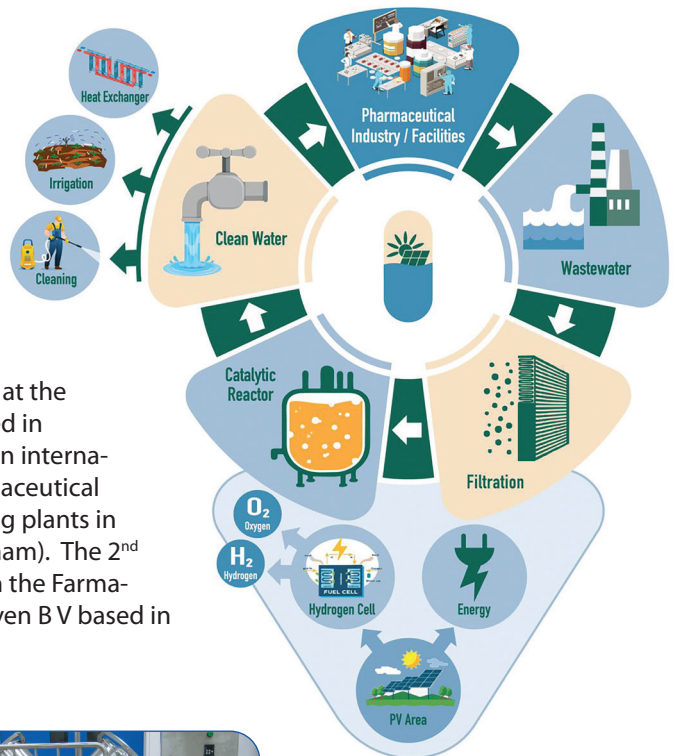 Pharmaceutical
Industry / Facilities
Heat Exchanger
Irrigation
Cleaning
Clean Water
Wastewater
Catalytic
Reactor
Filtration
O₂
Oxygen
H₂
Hydrogen
FUEL CELL
Hydrogen Cell
Energy
PV Area
at the
ed in
n interna-
aceutical
g plants in
nam). The 2nd
the Farma-
ven B V based in